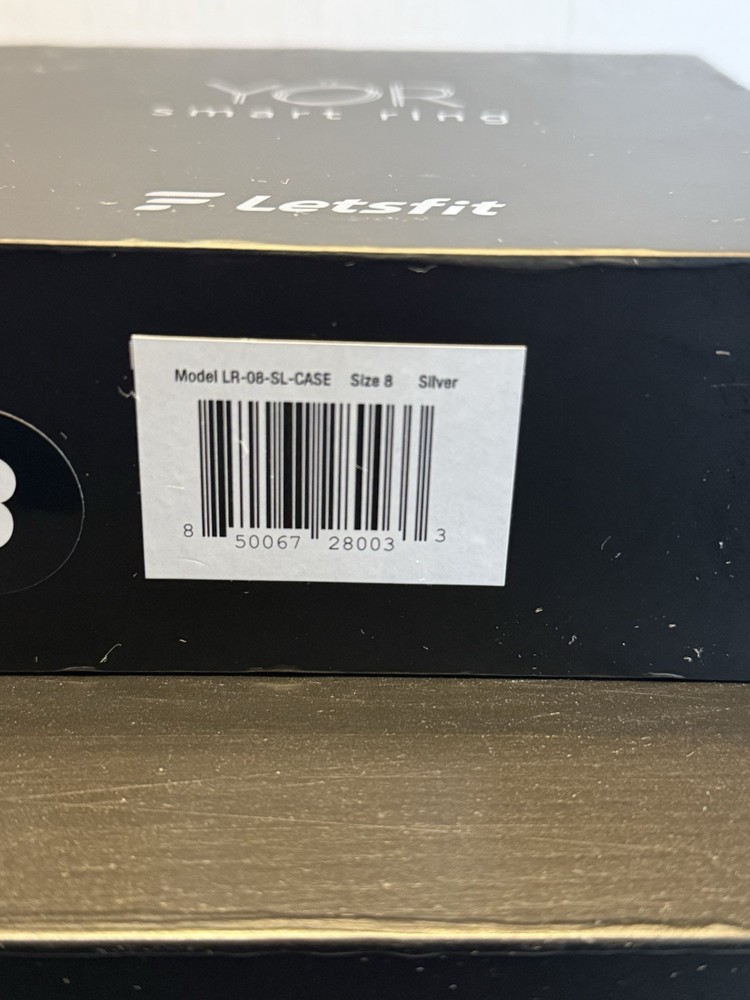 YOR
smart ring
Letsfit
Model LR-08-SL-CASE Size 8 Silver
8 50067 28003 3